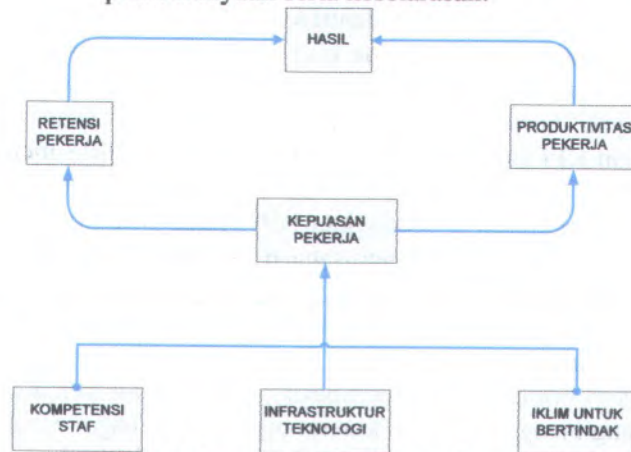 HASIL
RETENSI
PEKERJA
PRODUKTIVITAS
PEKERJA
KEPUASAN
PEKERJA
KOMPETENSI
STAF
INFRASTRUKTUR
TEKNOLOGI
IKLIM UNTUK
BERTINDAK